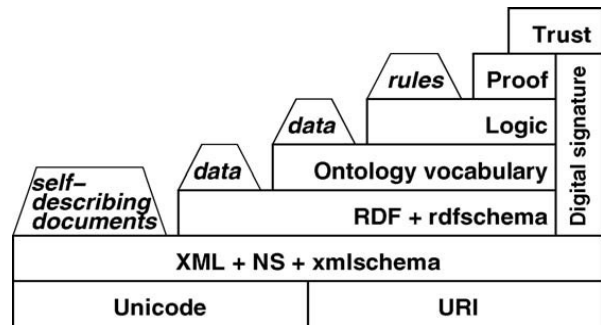 Trust
rules
Proof
data
Logic
data
Ontology vocabulary
Digital signature
self-
describing
documents
RDF + rdfschema
XML + NS + xmlschema
Unicode
URI